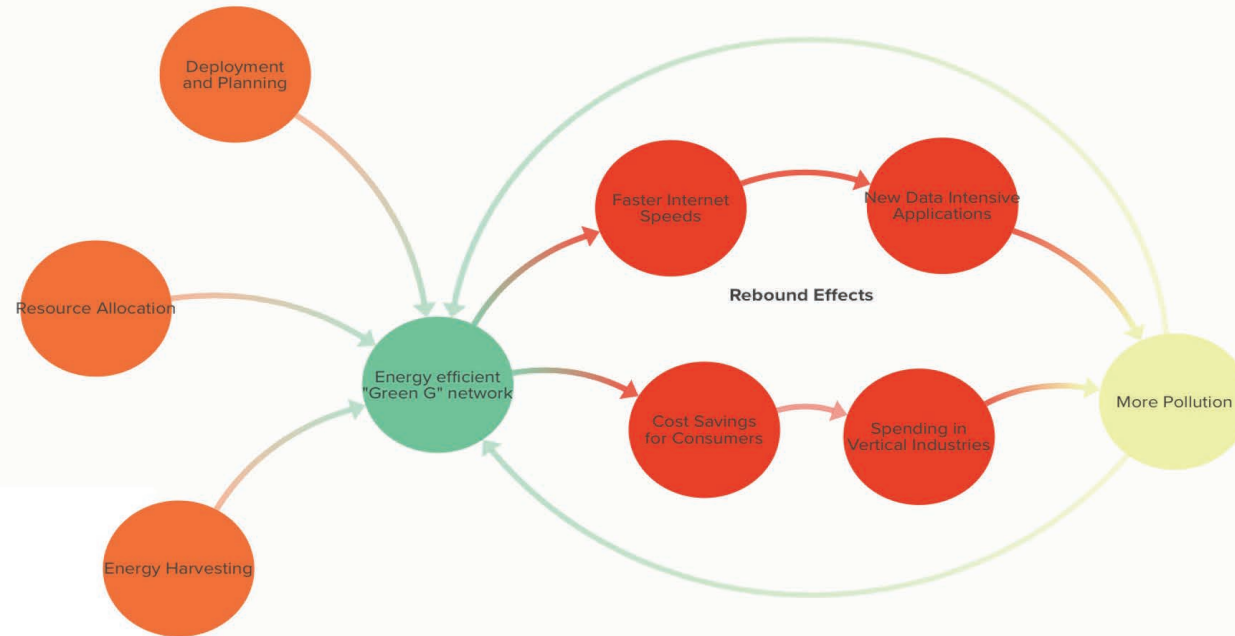 Deployment
and Planning
Resource Allocation
Energy Harvesting
Energy efficient
"Green G" network
Faster Internet
Speeds
New Data Intensive
Applications
Rebound Effects
Cost Savings
for Consumers
Spending in
Vertical Industries
More Pollution